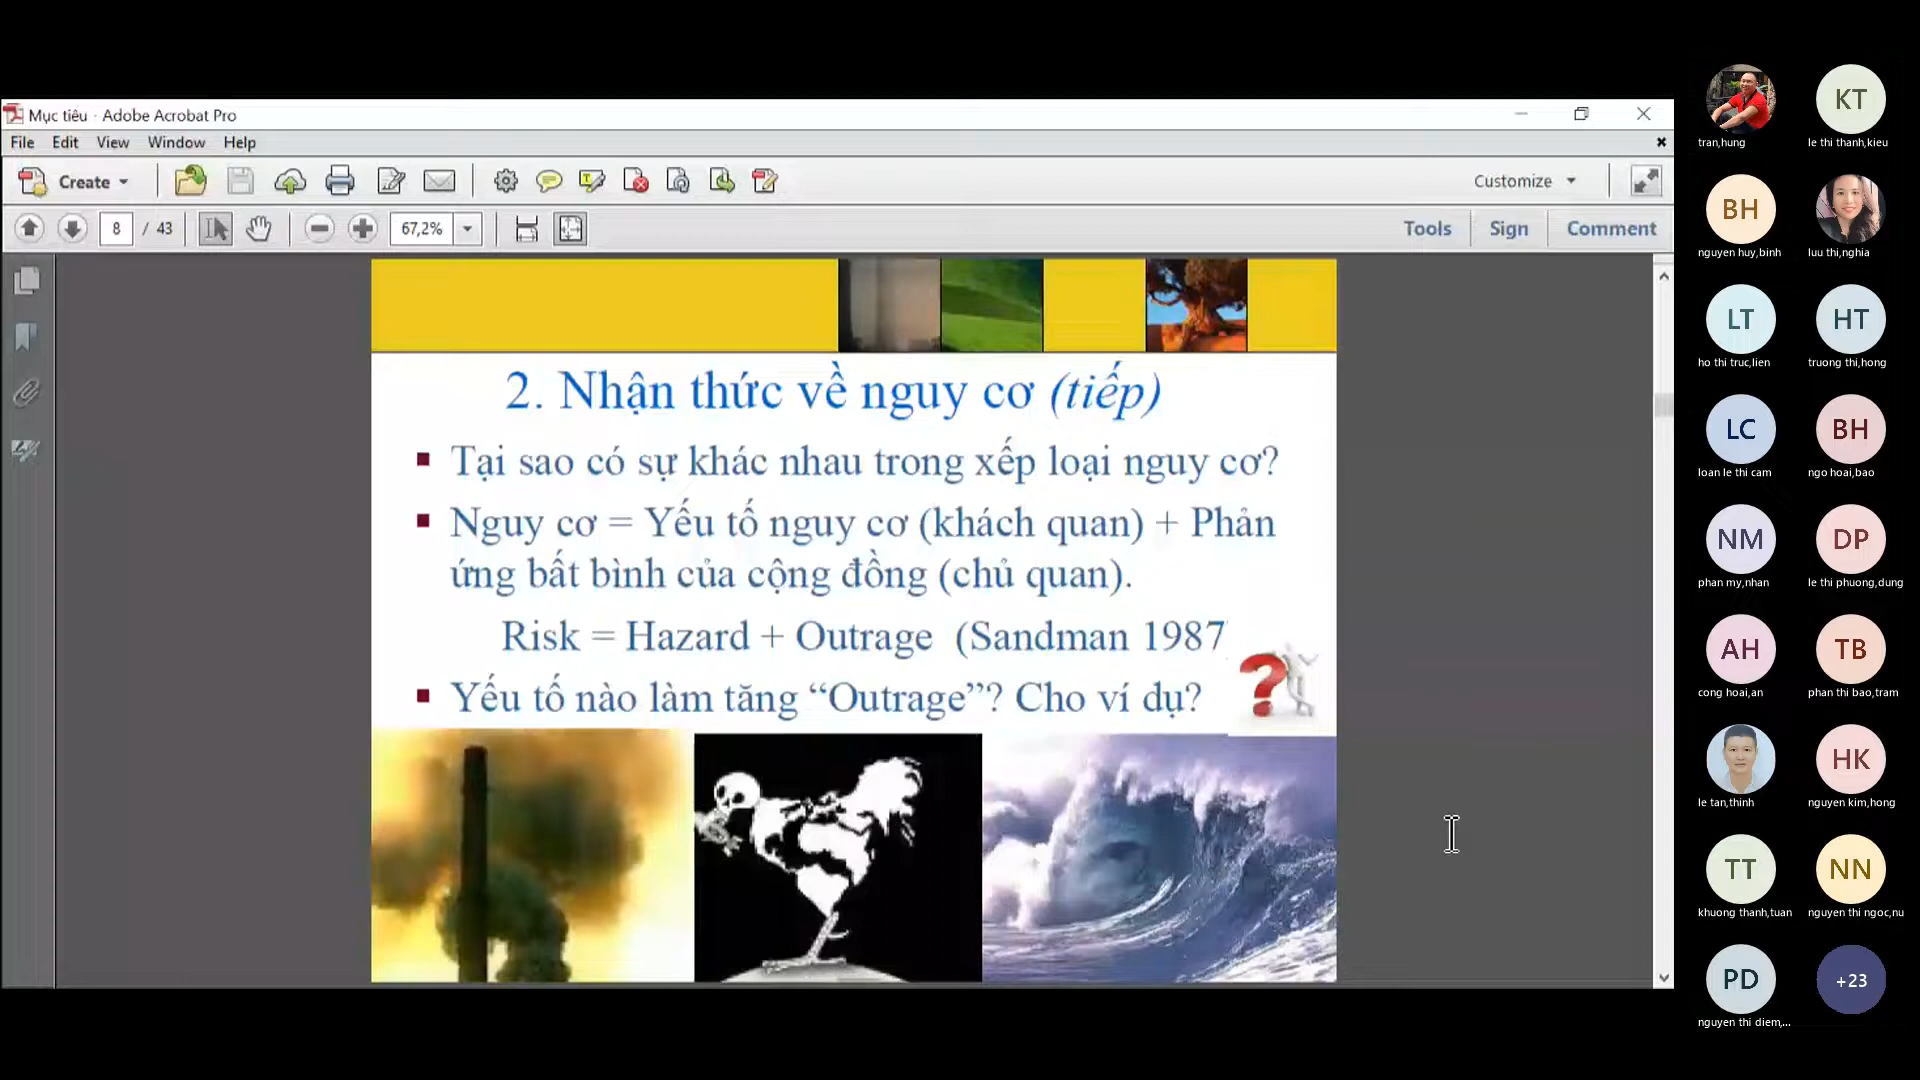 Mục tiêu - Adobe Acrobat Pro
File Edit View Window Help
Create
Customize
8 / 43
67,2%
Tools Sign Comment
2. Nhận thức về nguy cơ (tiếp)
Tại sao có sự khác nhau trong xếp loại nguy cơ?
Nguy cơ = Yếu tố nguy cơ (khách quan) + Phản
ứng bất bình của cộng đồng (chủ quan).
Risk = Hazard + Outrage (Sandman 1987
Yếu tố nào làm tăng “Outrage”? Cho ví dụ?
KT
tran,hung
le thi thanh,kieu
BH
nguyen huy,binh
luu thi,nghia
LT
HT
ho thi truc,lien
truong thi,hong
LC
BH
loan le thi cam
ngo hoai,bao
NM
DP
phan my,nhan
le thi phuong,dung
AH
TB
cong hoai,an
phan thi bao,tram
HK
le tan,thinh
nguyen kim,hong
TT
NN
khuong thanh,tuan
nguyen thi ngoc,nu
PD
+23
nguyen thi diem,...